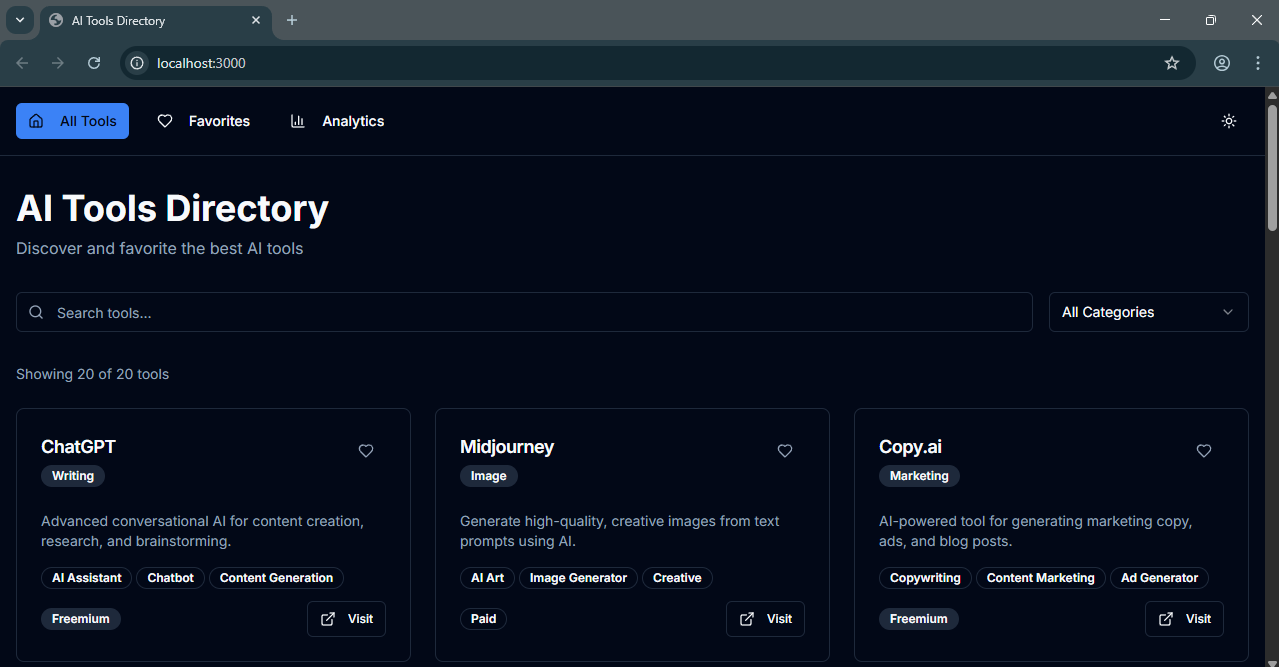 AI Tools Directory
localhost:3000
All Tools Favorites Analytics
AI Tools Directory
Discover and favorite the best AI tools
Search tools... All Categories
Showing 20 of 20 tools
ChatGPT
Writing
Advanced conversational AI for content creation,
research, and brainstorming.
AI Assistant Chatbot Content Generation
Freemium Visit
Midjourney
Image
Generate high-quality, creative images from text
prompts using AI.
AI Art Image Generator Creative
Paid Visit
Copy.ai
Marketing
AI-powered tool for generating marketing copy,
ads, and blog posts.
Copywriting Content Marketing Ad Generator
Freemium Visit